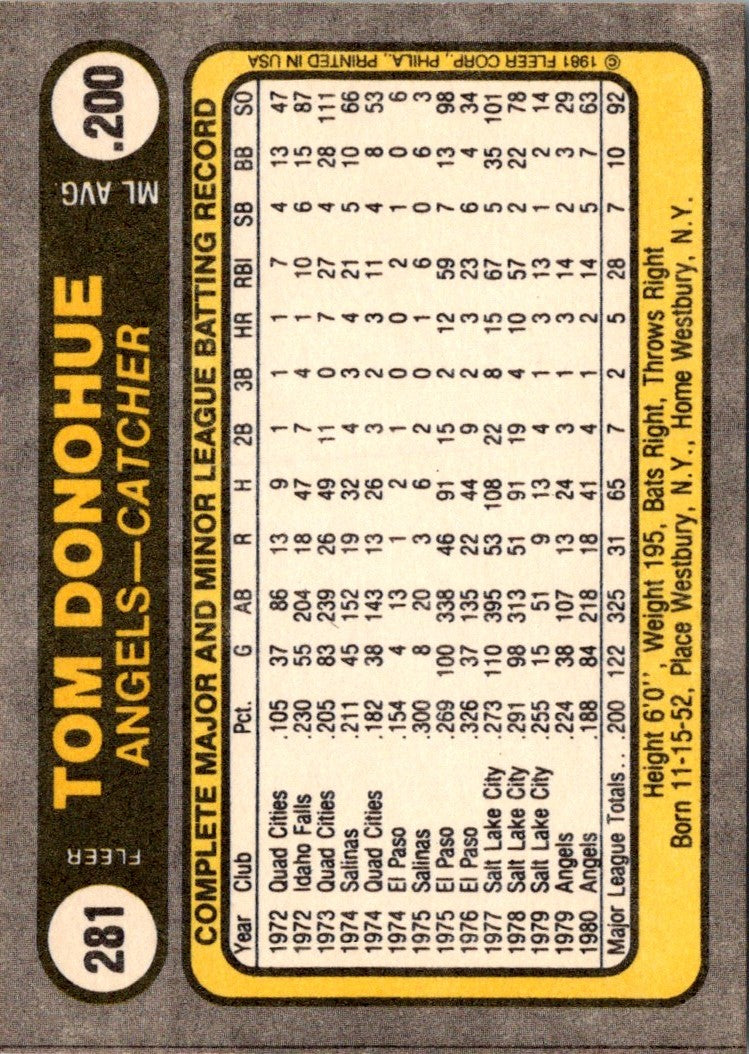 281
FLEER
TOM DONOHUE
ANGELS—CATCHER
ML AVG
.200
COMPLETE MAJOR AND MINOR LEAGUE BATTING RECORD
Year Club Pct. G AB R H 2B 3B HR RBI SB BB SO
1972 Quad Cities .105 37 86 13 9 1 1 1 7 4 13 47
1972 Idaho Falls .230 55 204 18 47 7 4 1 10 6 15 87
1973 Quad Cities .205 83 239 26 49 11 0 7 27 4 28 111
1974 Salinas .211 45 152 19 32 4 3 4 21 5 10 66
1974 Quad Cities .182 38 143 13 26 3 2 3 11 4 8 53
1974 El Paso .154 4 13 1 2 1 0 0 2 1 0 6
1975 Salinas .300 8 20 3 6 2 0 1 6 0 6 3
1975 El Paso .269 100 338 46 91 15 2 12 59 7 13 98
1976 El Paso .326 37 135 22 44 9 2 3 23 6 4 34
1977 Salt Lake City .273 110 395 53 108 22 8 15 67 5 35 101
1978 Salt Lake City .291 98 313 51 91 19 4 10 57 2 22 78
1979 Salt Lake City .255 15 51 9 13 4 1 3 13 1 2 14
1979 Angels .224 38 107 13 24 3 1 3 14 2 3 29
1980 Angels .188 84 218 18 41 4 1 2 14 5 7 63
Major League Totals... .200 122 325 31 65 7 2 5 28 7 10 92
Height 6'0'', Weight 195, Bats Right, Throws Right
Born 11-15-52, Place Westbury, N.Y., Home Westbury, N.Y.
© 1981 FLEER CORP., PHILA., PRINTED IN USA